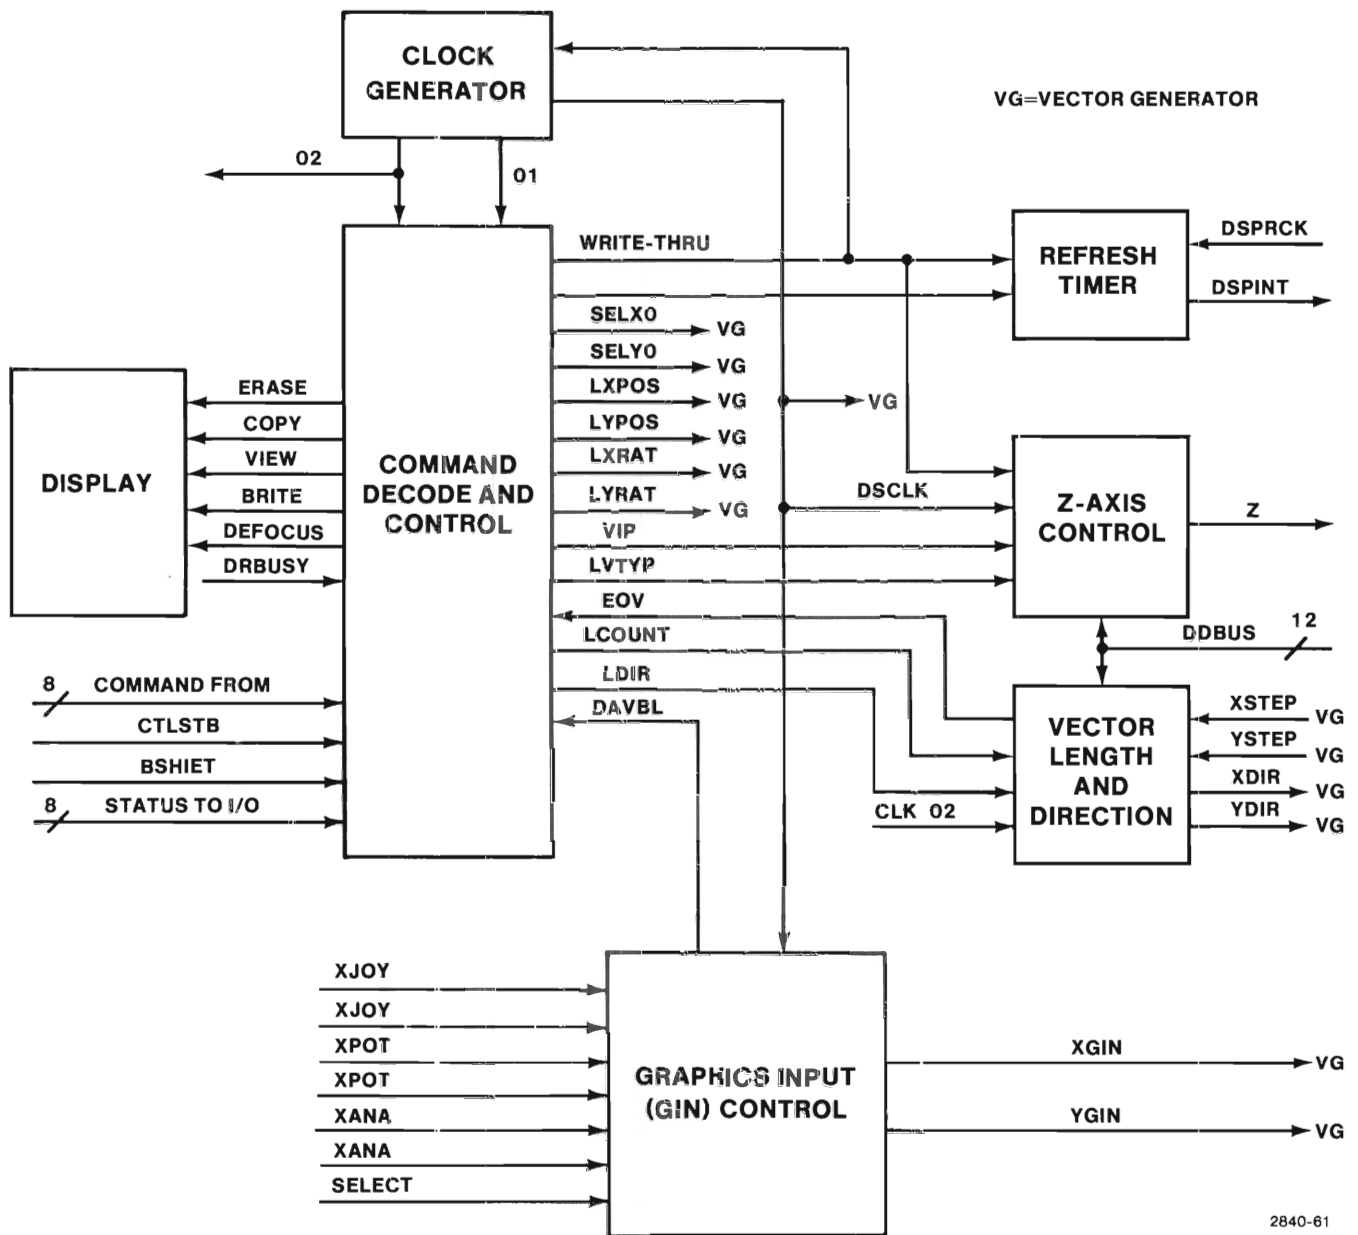 CLOCK
GENERATOR
VG=VECTOR GENERATOR
02
01
WRITE-THRU
REFRESH
TIMER
DSPRCK
DSPINT
SELX0
VG
SELY0
VG
LXPOS
VG
VG
LYPOS
VG
LXRAT
VG
LYRAT
VG
DISPLAY
ERASE
COPY
VIEW
BRITE
DEFOCUS
DRBUSY
COMMAND
DECODE AND
CONTROL
DSCLK
VIP
LVTYP
Z-AXIS
CONTROL
Z
EOV
LCOUNT
LDIR
DAVBL
DDBUS
12
8
COMMAND FROM
CTLSTB
BSHIET
8
STATUS TO I/O
VECTOR
LENGTH
AND
DIRECTION
CLK 02
XSTEP
VG
YSTEP
VG
XDIR
VG
YDIR
VG
XJOY
XJOY
XPOT
XPOT
XANA
XANA
SELECT
GRAPHICS INPUT
(GIN) CONTROL
XGIN
VG
YGIN
VG
2840-61